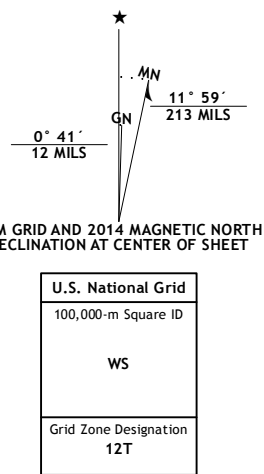 MN
GN
11° 59´
213 MILS
0° 41´
12 MILS
M GRID AND 2014 MAGNETIC NORTH
ECLINATION AT CENTER OF SHEET
U.S. National Grid
100,000-m Square ID
WS
Grid Zone Designation
12T